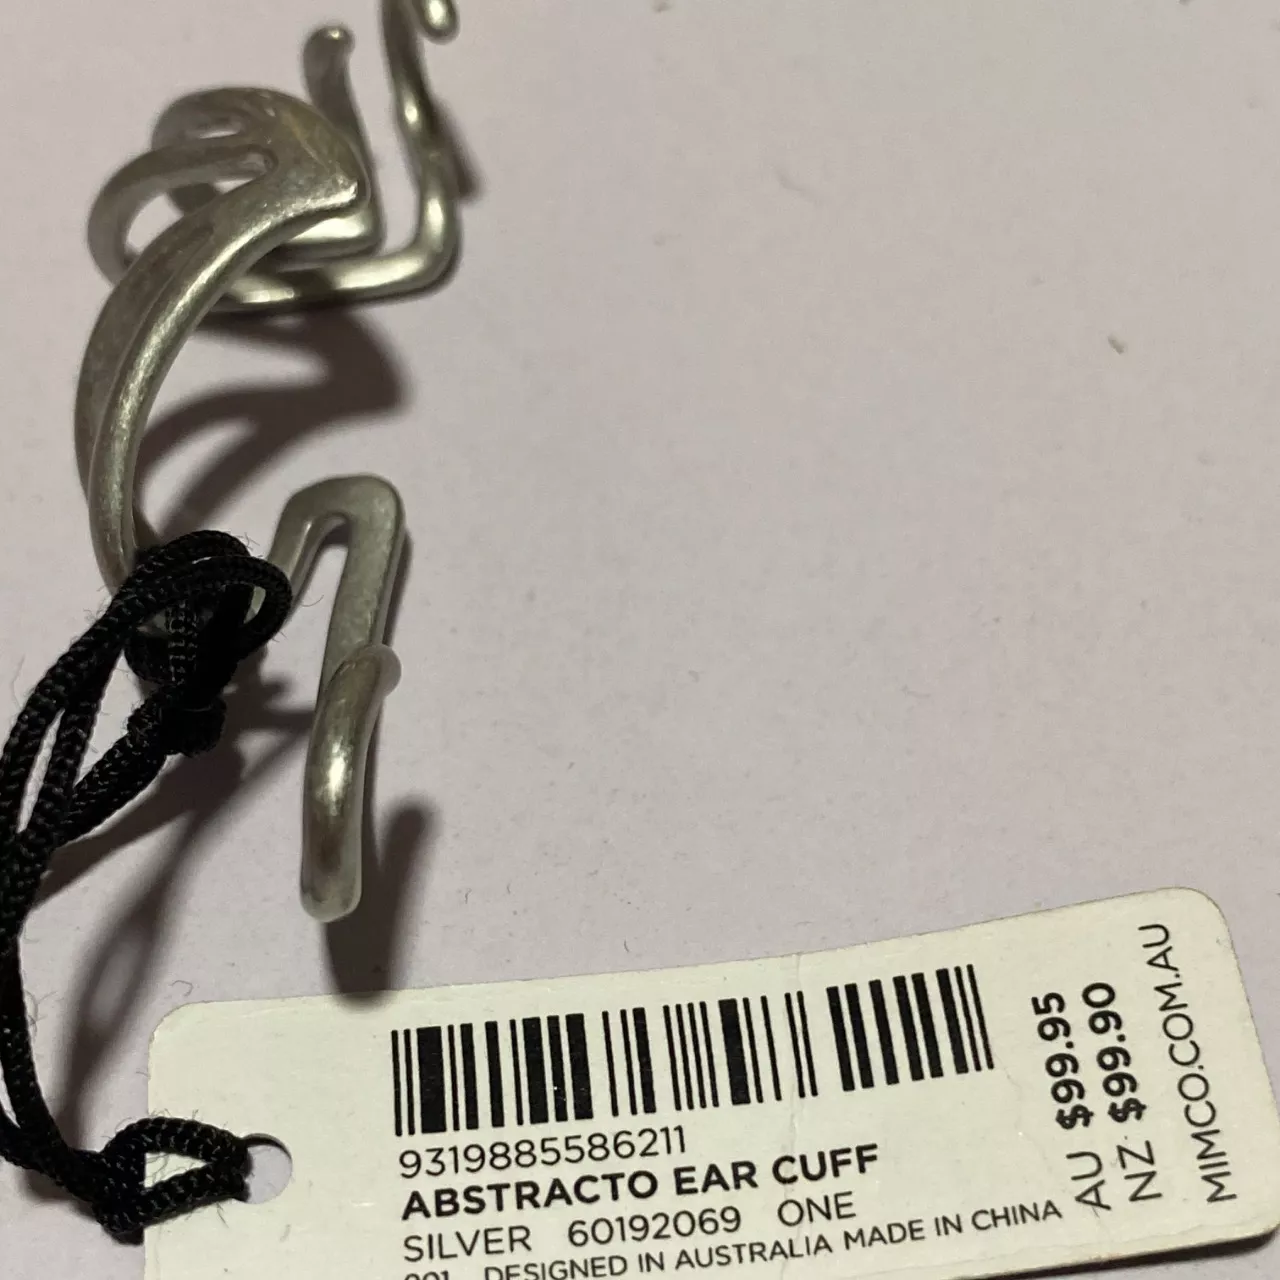 9319885586211
ABSTRACTO EAR CUFF
SILVER 60192069 ONE
001 DESIGNED IN AUSTRALIA MADE IN CHINA
AU $99.95
NZ $99.90
MIMCO.COM.AU